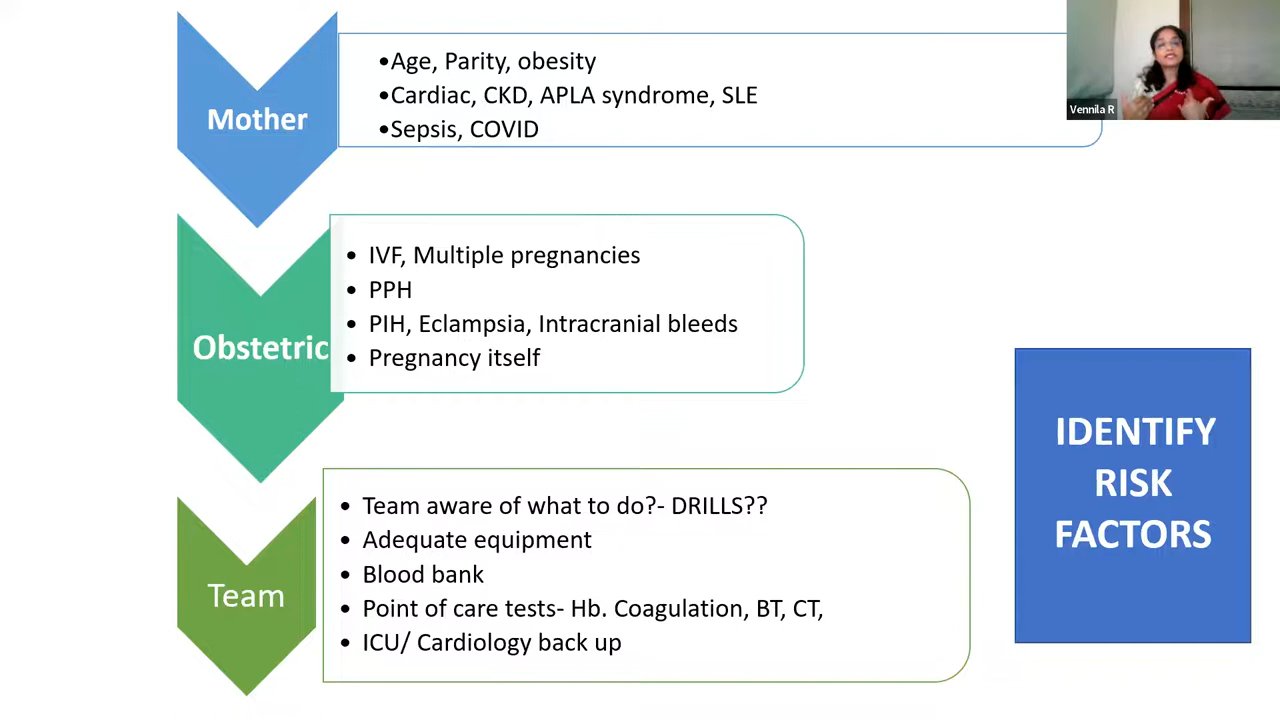 Mother
•Age, Parity, obesity
•Cardiac, CKD, APLA syndrome, SLE
•Sepsis, COVID
Vennila R
Obstetric
• IVF, Multiple pregnancies
• PPH
• PIH, Eclampsia, Intracranial bleeds
• Pregnancy itself
Team
• Team aware of what to do?- DRILLS??
• Adequate equipment
• Blood bank
• Point of care tests- Hb. Coagulation, BT, CT,
• ICU/ Cardiology back up
IDENTIFY
RISK
FACTORS